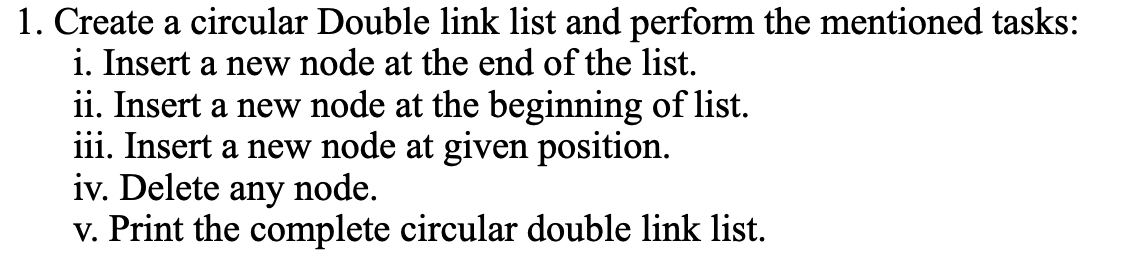 1. Create a circular Double link list and perform the mentioned tasks:
i. Insert a new node at the end of the list.
ii. Insert a new node at the beginning of list.
iii. Insert a new node at given position.
iv. Delete any node.
v. Print the complete circular double link list.